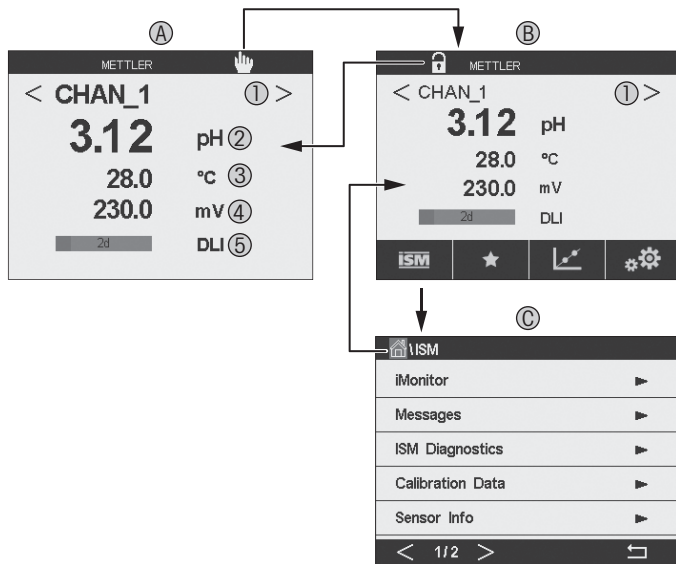 Ⓐ
METTLER
< CHAN_1 ① >
3.12 pH ②
28.0 °C ③
230.0 mV ④
2d DLI ⑤
Ⓑ
METTLER
< CHAN_1 ① >
3.12 pH
28.0 °C
230.0 mV
2d DLI
ISM
Ⓒ
\ISM
iMonitor
Messages
ISM Diagnostics
Calibration Data
Sensor Info
< 1/2 >